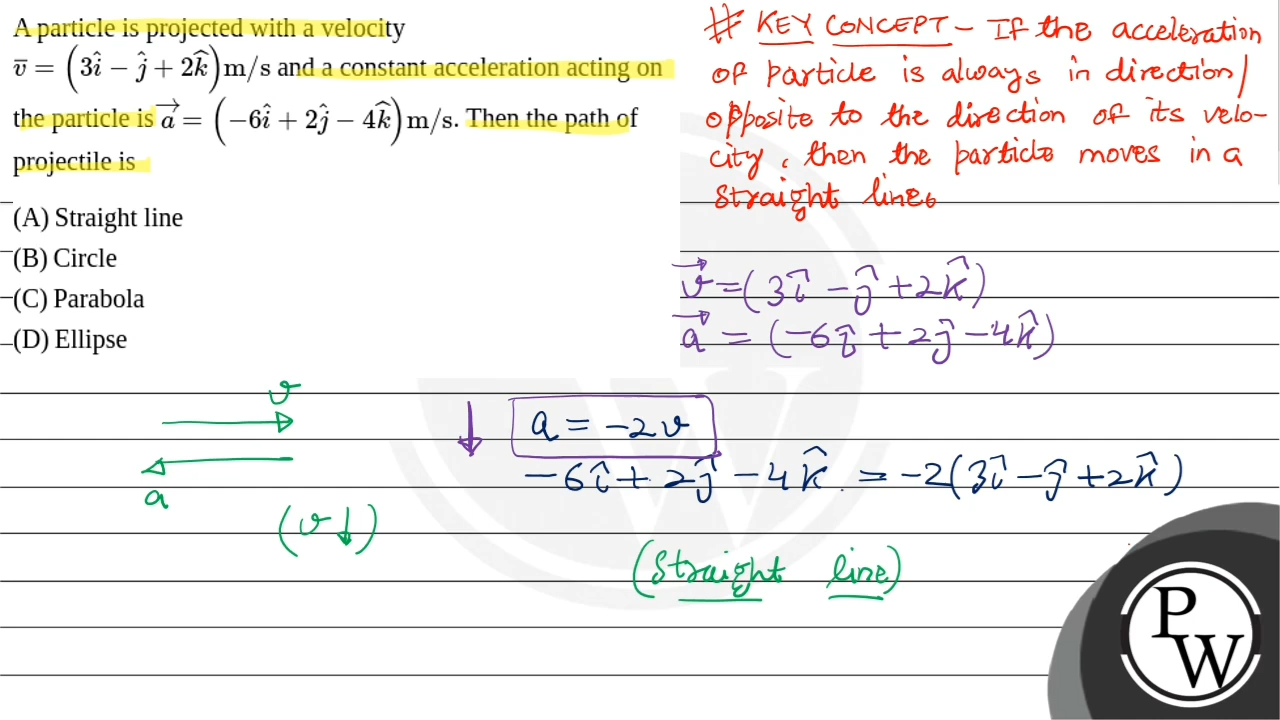 A particle is projected with a velocity
v̅ = (3î − ĵ + 2k̂) m/s and a constant acceleration acting on
the particle is a⃗ = (−6î + 2ĵ − 4k̂) m/s. Then the path of
projectile is
(A) Straight line
(B) Circle
(C) Parabola
(D) Ellipse
# KEY CONCEPT - If the acceleration
of particle is always in direction/
opposite to the direction of its velo-
city, then the particle moves in a
straight line.
v⃗ = (3î − ĵ + 2k̂)
a⃗ = (−6î + 2ĵ − 4k̂)
v
a
(v↓)
↓ a = −2v
−6î + 2ĵ − 4k̂ = −2(3î − ĵ + 2k̂)
(Straight line)
P
W